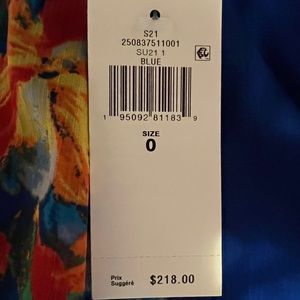 S21
250837511001
SU21 1
BLUE
1 95092 81183 9
SIZE
0
Prix
Suggéré
$218.00